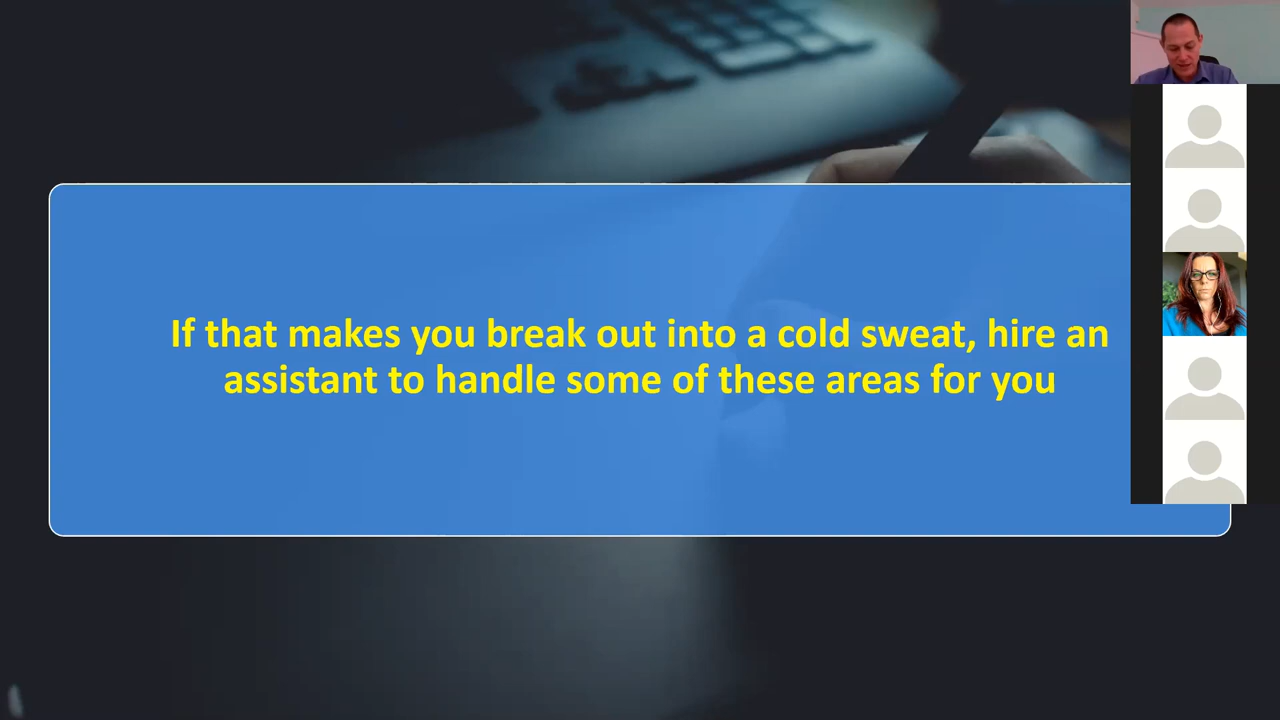 If that makes you break out into a cold sweat, hire an
assistant to handle some of these areas for you